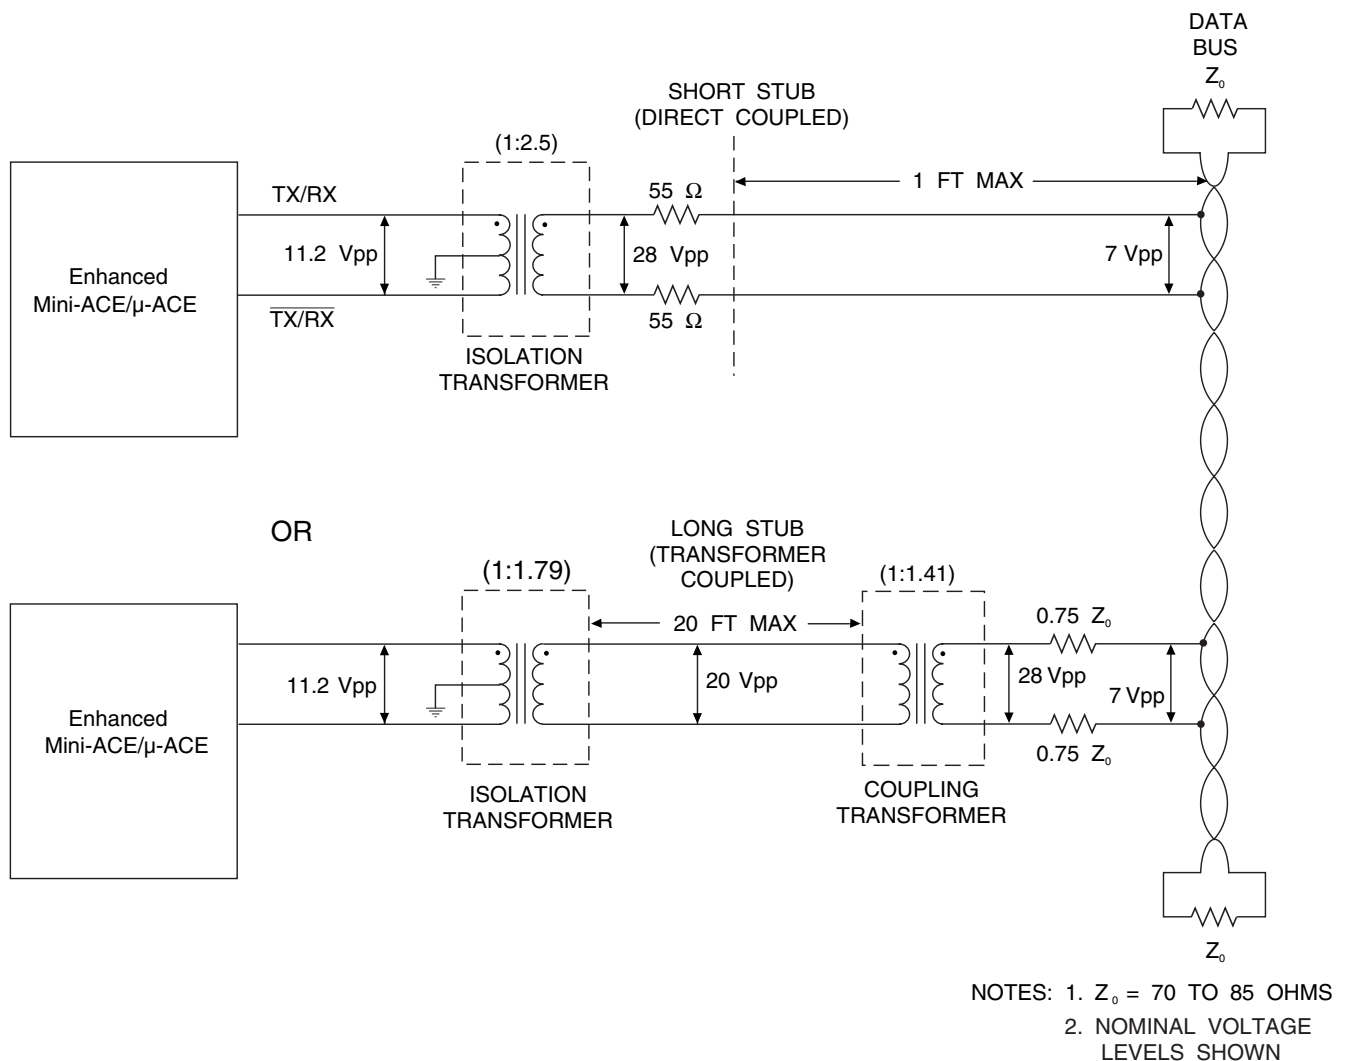 DATA
BUS
Z0
SHORT STUB
(DIRECT COUPLED)
(1:2.5)
1 FT MAX
TX/RX
55 Ω
11.2 Vpp
28 Vpp
7 Vpp
Enhanced
Mini-ACE/μ-ACE
TX/RX
55 Ω
ISOLATION
TRANSFORMER
OR
LONG STUB
(TRANSFORMER
COUPLED)
(1:1.79)
(1:1.41)
20 FT MAX
0.75 Z0
11.2 Vpp
20 Vpp
28 Vpp
7 Vpp
Enhanced
Mini-ACE/μ-ACE
0.75 Z0
ISOLATION
TRANSFORMER
COUPLING
TRANSFORMER
Z0
NOTES: 1. Z0 = 70 TO 85 OHMS
2. NOMINAL VOLTAGE
LEVELS SHOWN